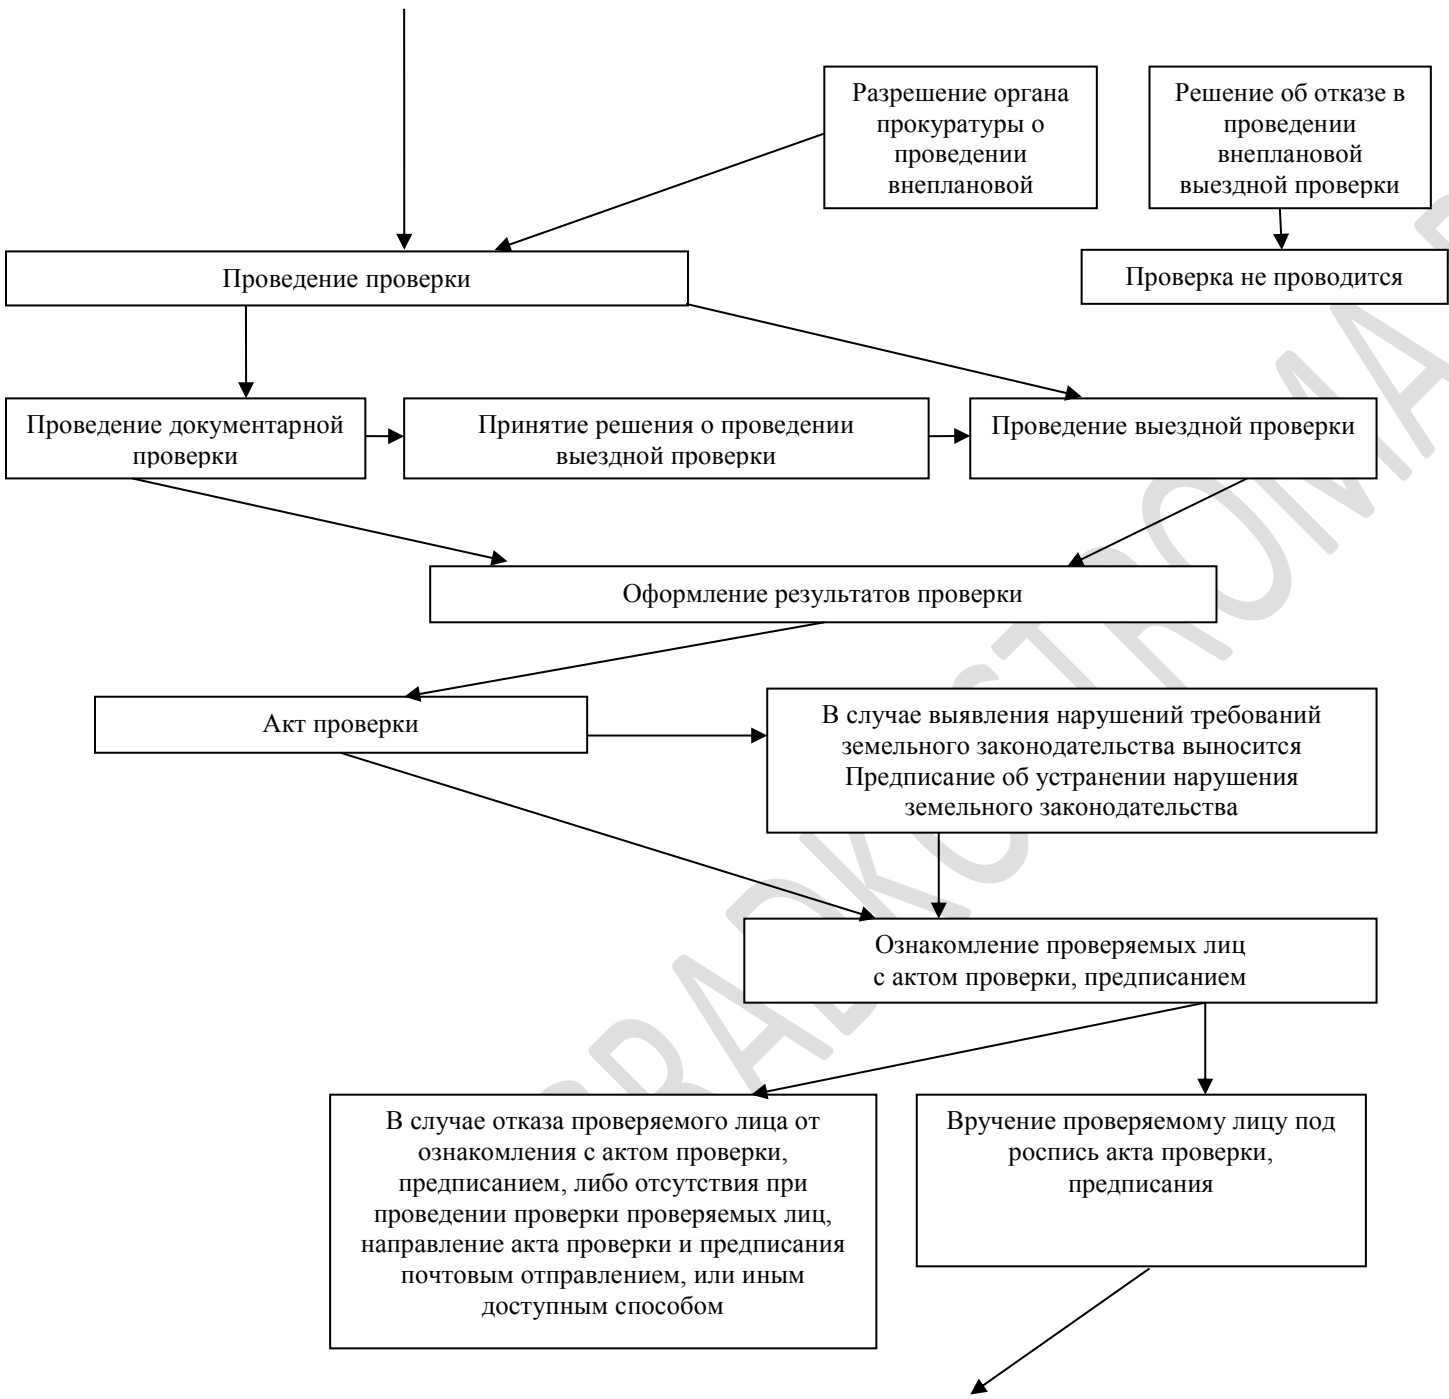 Разрешение органа
прокуратуры о
проведении
внеплановой
Решение об отказе в
проведении
внеплановой
выездной проверки
Проведение проверки
Проверка не проводится
Проведение документарной
проверки
Принятие решения о проведении
выездной проверки
Проведение выездной проверки
Оформление результатов проверки
Акт проверки
В случае выявления нарушений требований
земельного законодательства выносится
Предписание об устранении нарушения
земельного законодательства
Ознакомление проверяемых лиц
с актом проверки, предписанием
В случае отказа проверяемого лица от
ознакомления с актом проверки,
предписанием, либо отсутствия при
проведении проверки проверяемых лиц,
направление акта проверки и предписания
почтовым отправлением, или иным
доступным способом
Вручение проверяемому лицу под
роспись акта проверки,
предписания